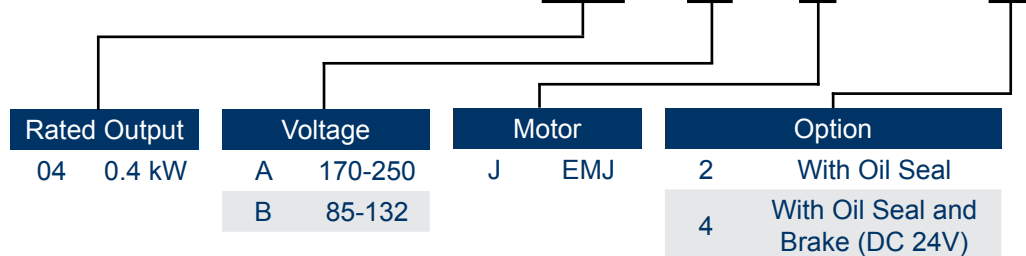 Rated Output Voltage Motor Option
04 0.4 kW A 170-250 J EMJ 2 With Oil Seal
B 85-132 4 With Oil Seal and
Brake (DC 24V)